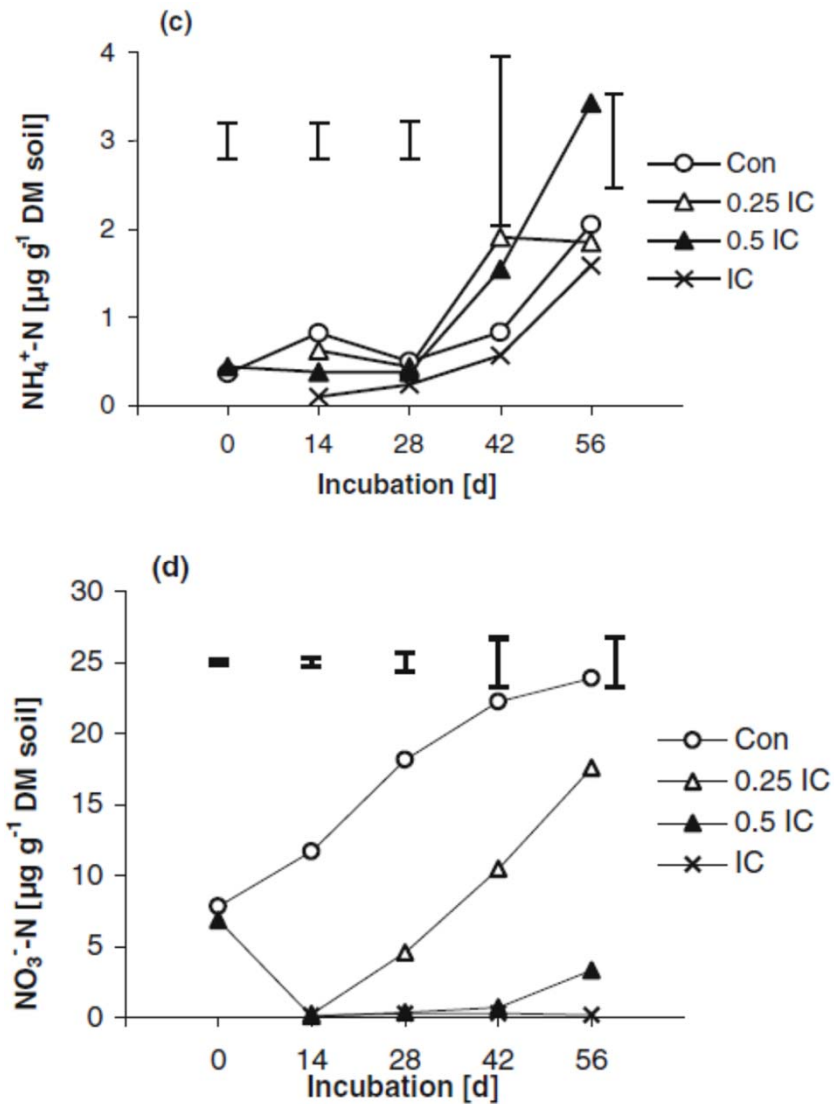 (c)
NH₄⁺-N [µg g⁻¹ DM soil]
4
3
2
1
0
0 14 28 42 56
Incubation [d]
Con
0.25 IC
0.5 IC
IC
(d)
NO₃⁻-N [µg g⁻¹ DM soil]
30
25
20
15
10
5
0
0 14 28 42 56
Incubation [d]
Con
0.25 IC
0.5 IC
IC